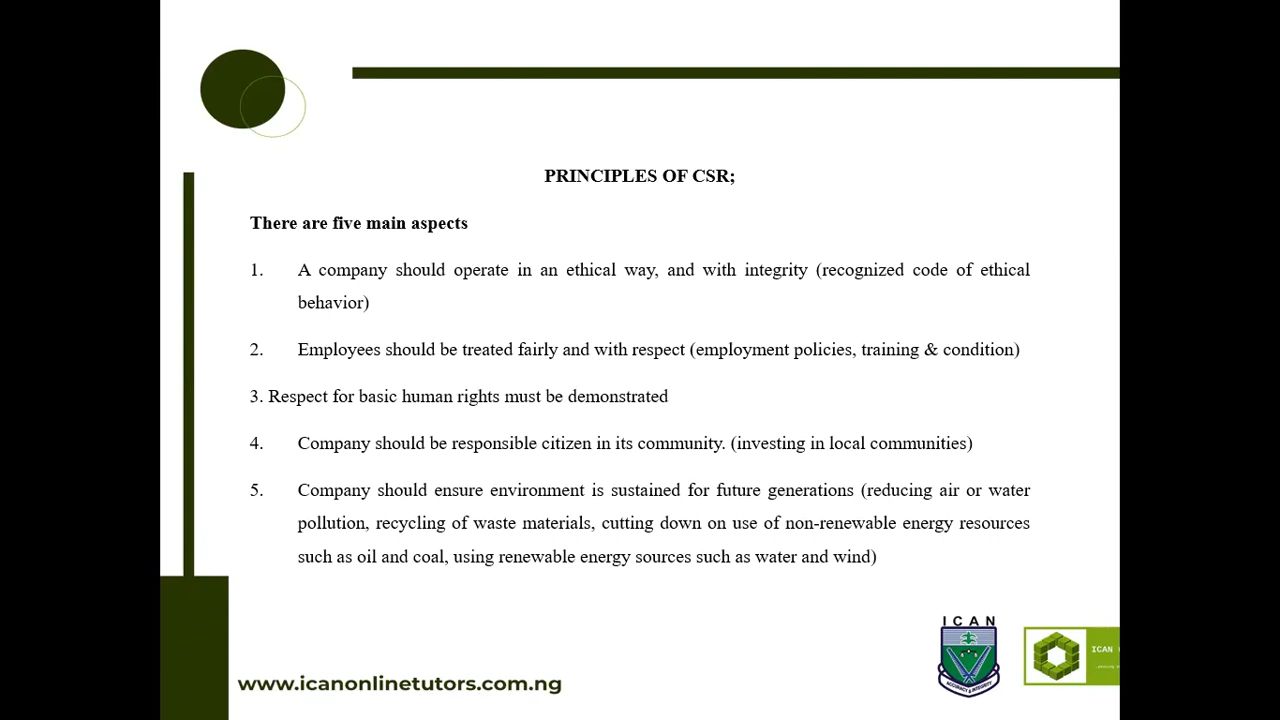 PRINCIPLES OF CSR;
There are five main aspects
1. A company should operate in an ethical way, and with integrity (recognized code of ethical
behavior)
2. Employees should be treated fairly and with respect (employment policies, training & condition)
3. Respect for basic human rights must be demonstrated
4. Company should be responsible citizen in its community. (investing in local communities)
5. Company should ensure environment is sustained for future generations (reducing air or water
pollution, recycling of waste materials, cutting down on use of non-renewable energy resources
such as oil and coal, using renewable energy sources such as water and wind)
ICAN
ACCURACY & INTEGRITY
ICAN
www.icanonlinetutors.com.ng